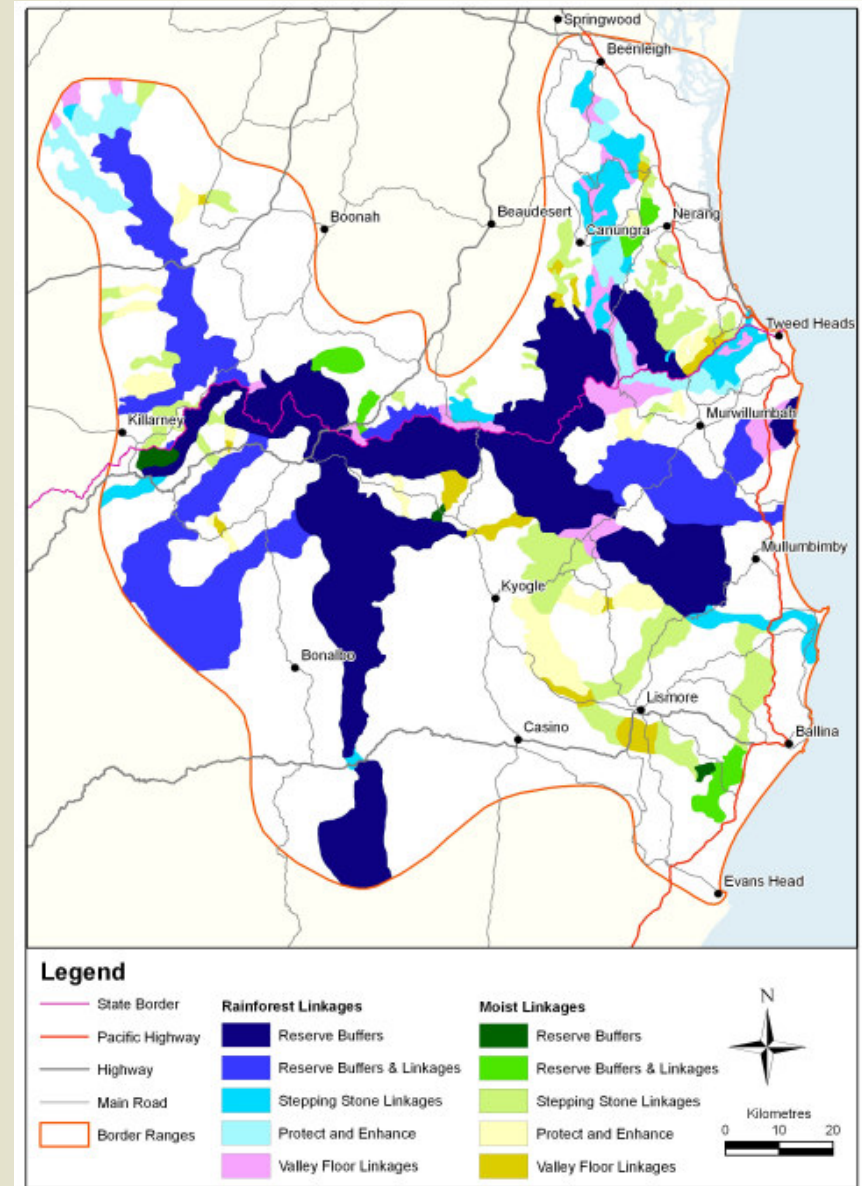 Springwood
Beenleigh
Boonah
Beaudesert
Nerang
Canungra
Tweed Heads
Killarney
Murwillumbah
Mullumbimby
Kyogle
Bonalbo
Lismore
Casino
Ballina
Evans Head
Legend
State Border
Pacific Highway
Highway
Main Road
Border Ranges
Rainforest Linkages
Reserve Buffers
Reserve Buffers & Linkages
Stepping Stone Linkages
Protect and Enhance
Valley Floor Linkages
Moist Linkages
Reserve Buffers
Reserve Buffers & Linkages
Stepping Stone Linkages
Protect and Enhance
Valley Floor Linkages
N
Kilometres
0 10 20